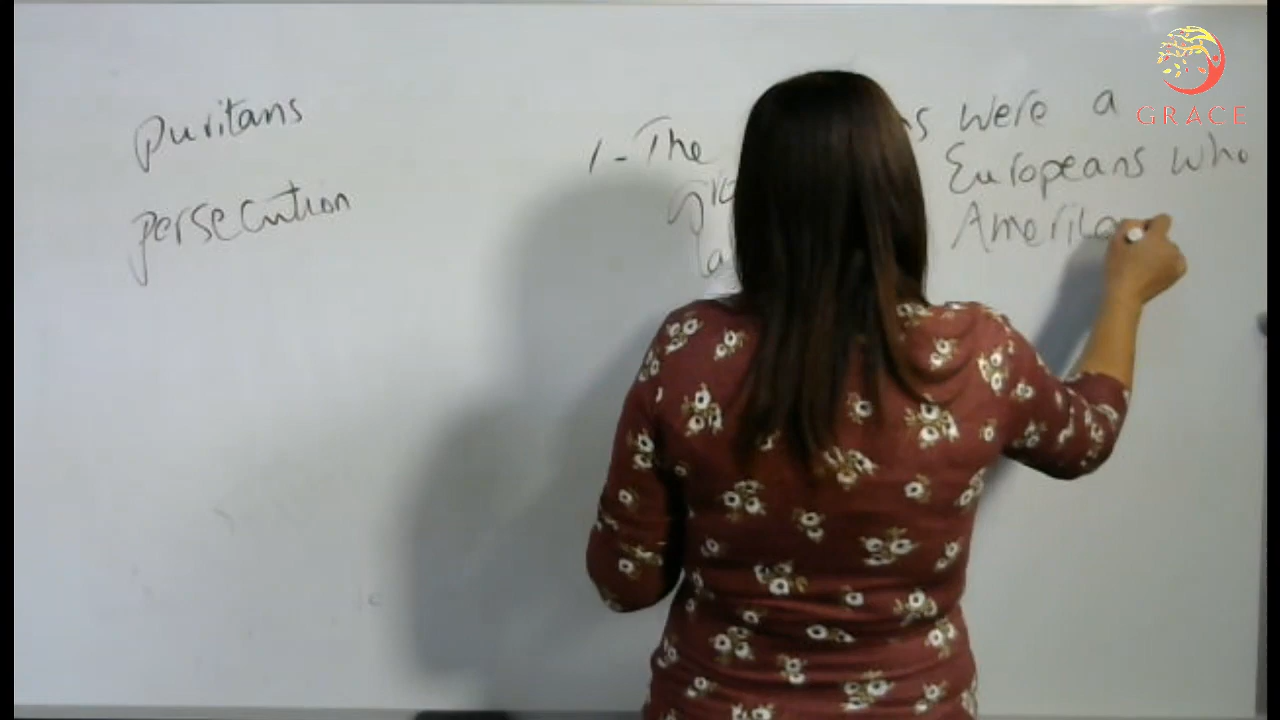 Puritans
Persecution
1- The were a
Europeans who
America
GRACE